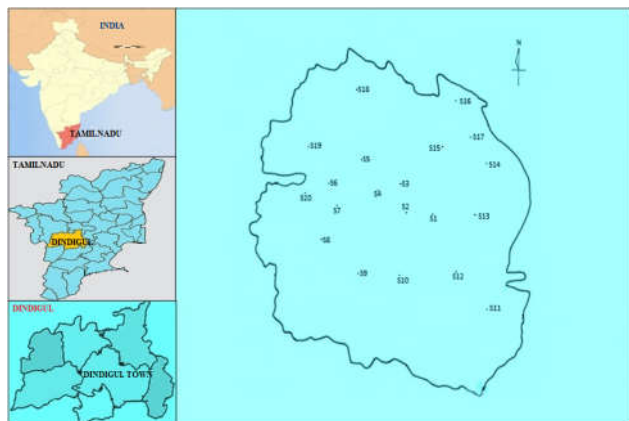 INDIA
TAMILNADU
TAMILNADU
DINDIGUL
DINDIGUL
DINDIGUL TOWN
N
S18
S16
S17
S15
S19
S5
S14
S6
S3
S20
S4
S7
S2
S1
S13
S8
S9
S10
S12
S11